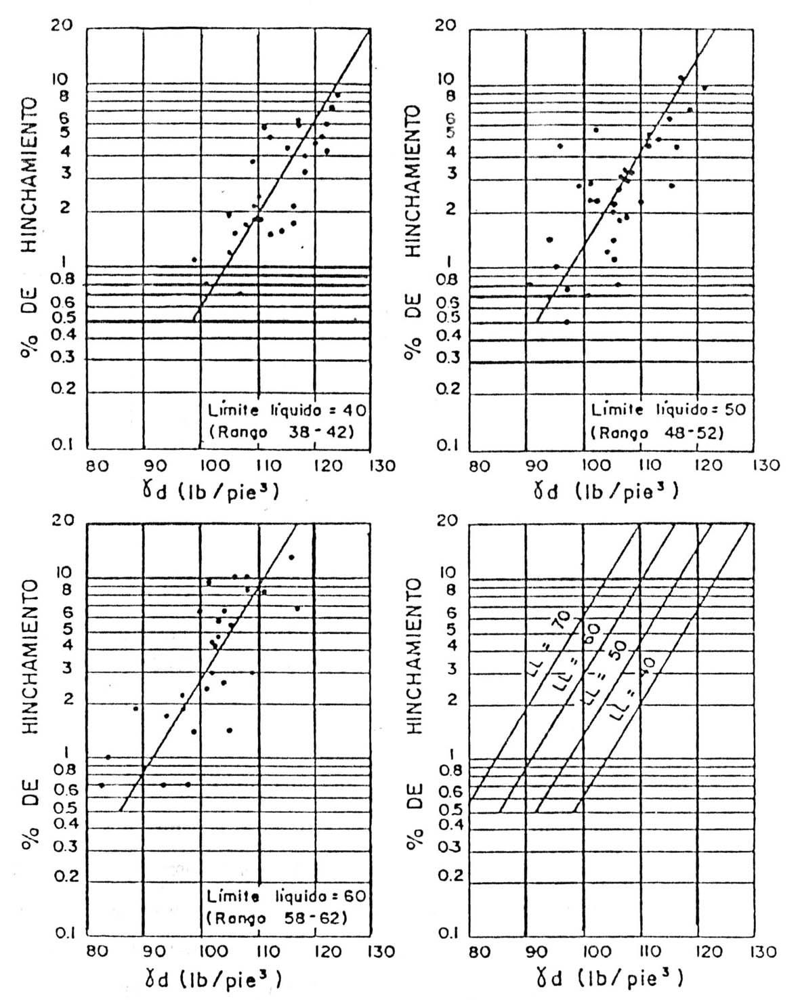 % DE HINCHAMIENTO
20
10
8
6
5
4
3
2
1
0.8
0.6
0.5
0.4
0.3
0.2
0.1
Límite líquido = 40
(Rango 38-42)
80 90 100 110 120 130
γd (lb/pie³)
% DE HINCHAMIENTO
20
10
8
6
5
4
3
2
1
0.8
0.5
0.5
0.4
0.3
0.2
0.1
Límite líquido = 50
(Rango 48-52)
80 90 100 110 120 130
γd (lb/pie³)
% DE HINCHAMIENTO
20
10
8
6
5
4
3
2
1
0.8
0.6
0.5
0.4
0.3
0.2
0.1
Límite líquido = 60
(Rango 58-62)
80 90 100 110 120 130
γd (lb/pie³)
% DE HINCHAMIENTO
20
10
8
6
5
4
3
2
1
0.8
0.6
0.5
0.4
0.3
0.2
0.1
LL = 70
LL = 60
LL = 50
LL = 40
80 90 100 110 120 130
γd (lb/pie³)